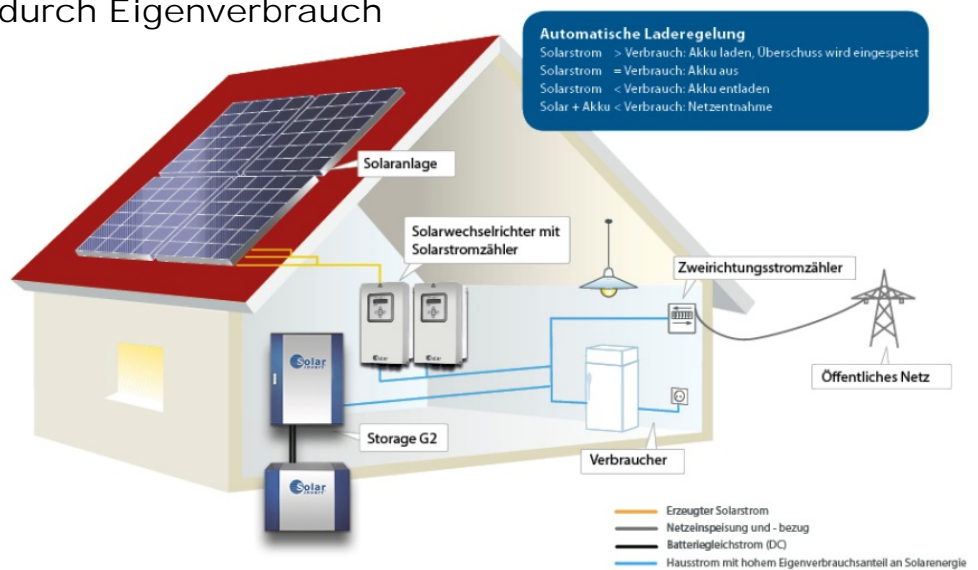 durch Eigenverbrauch
Automatische Laderegelung
Solarstrom > Verbrauch: Akku laden, Überschuss wird eingespeist
Solarstrom = Verbrauch: Akku aus
Solarstrom < Verbrauch: Akku entladen
Solar + Akku < Verbrauch: Netzentnahme
Solaranlage
Solarwechselrichter mit
Solarstromzähler
Zweirichtungsstromzähler
Öffentliches Netz
Solar
invert
Storage G2
Verbraucher
Solar
invert
Erzeugter Solarstrom
Netzeinspeisung und - bezug
Batteriegleichstrom (DC)
Hausstrom mit hohem Eigenverbrauchsanteil an Solarenergie